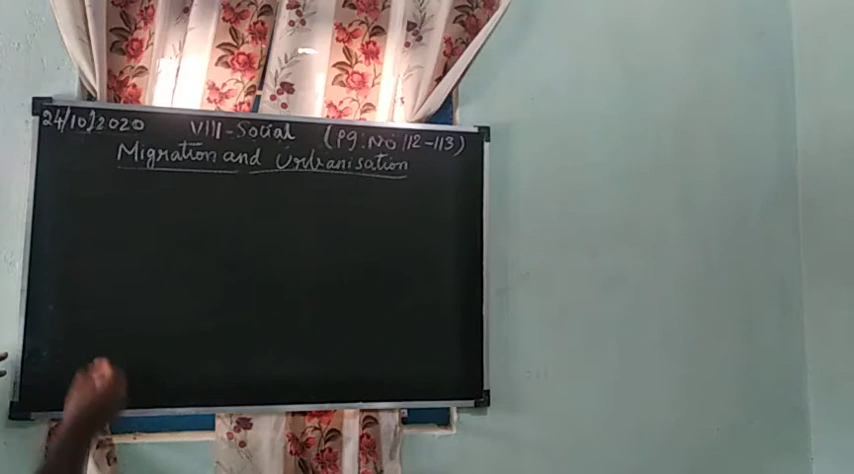 24/10/2020 VIII-Social (Pg.No 112-113)
Migration and Urbanisation